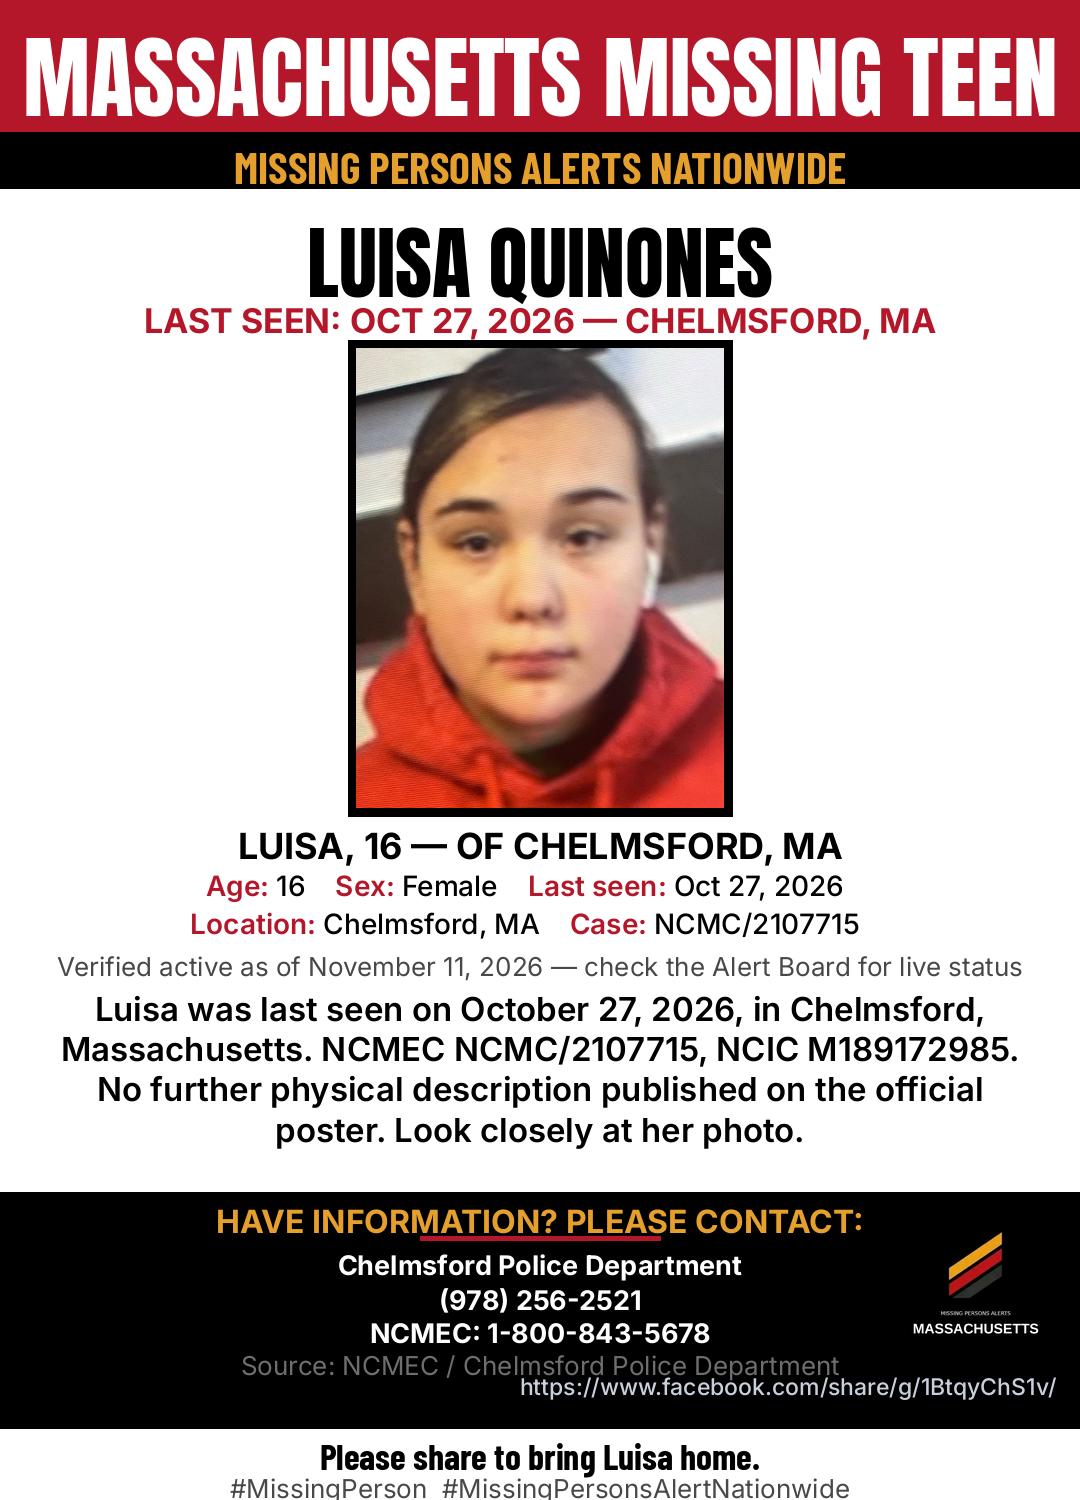 MASSACHUSETTS MISSING TEEN
MISSING PERSONS ALERTS NATIONWIDE
LUISA QUINONES
LAST SEEN: OCT 27, 2026 — CHELMSFORD, MA
LUISA, 16 — OF CHELMSFORD, MA
Age: 16 Sex: Female Last seen: Oct 27, 2026
Location: Chelmsford, MA Case: NCMC/2107715
Verified active as of November 11, 2026 — check the Alert Board for live status
Luisa was last seen on October 27, 2026, in Chelmsford,
Massachusetts. NCMEC NCMC/2107715, NCIC M189172985.
No further physical description published on the official
poster. Look closely at her photo.
HAVE INFORMATION? PLEASE CONTACT:
Chelmsford Police Department
(978) 256-2521
NCMEC: 1-800-843-5678
Source: NCMEC / Chelmsford Police Department
MISSING PERSONS ALERTS
MASSACHUSETTS
https://www.facebook.com/share/g/1BtqyChS1v/
Please share to bring Luisa home.
#MissingPerson #MissingPersonsAlertNationwide